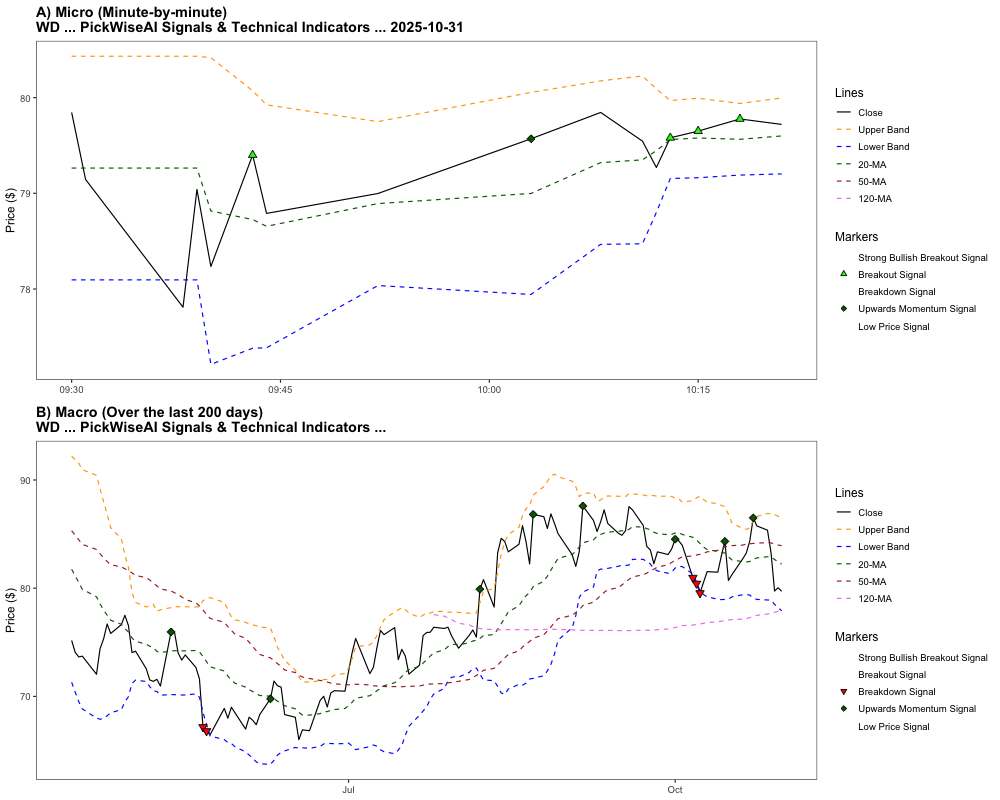 A) Micro (Minute-by-minute)
WD ... PickWiseAI Signals & Technical Indicators ... 2025-10-31
Price ($)
80
79
78
09:30
09:45
10:00
10:15
Lines
Close
Upper Band
Lower Band
20-MA
50-MA
120-MA
Markers
Strong Bullish Breakout Signal
Breakout Signal
Breakdown Signal
Upwards Momentum Signal
Low Price Signal
B) Macro (Over the last 200 days)
WD ... PickWiseAI Signals & Technical Indicators ...
Price ($)
90
80
70
Jul
Oct
Lines
Close
Upper Band
Lower Band
20-MA
50-MA
120-MA
Markers
Strong Bullish Breakout Signal
Breakout Signal
Breakdown Signal
Upwards Momentum Signal
Low Price Signal